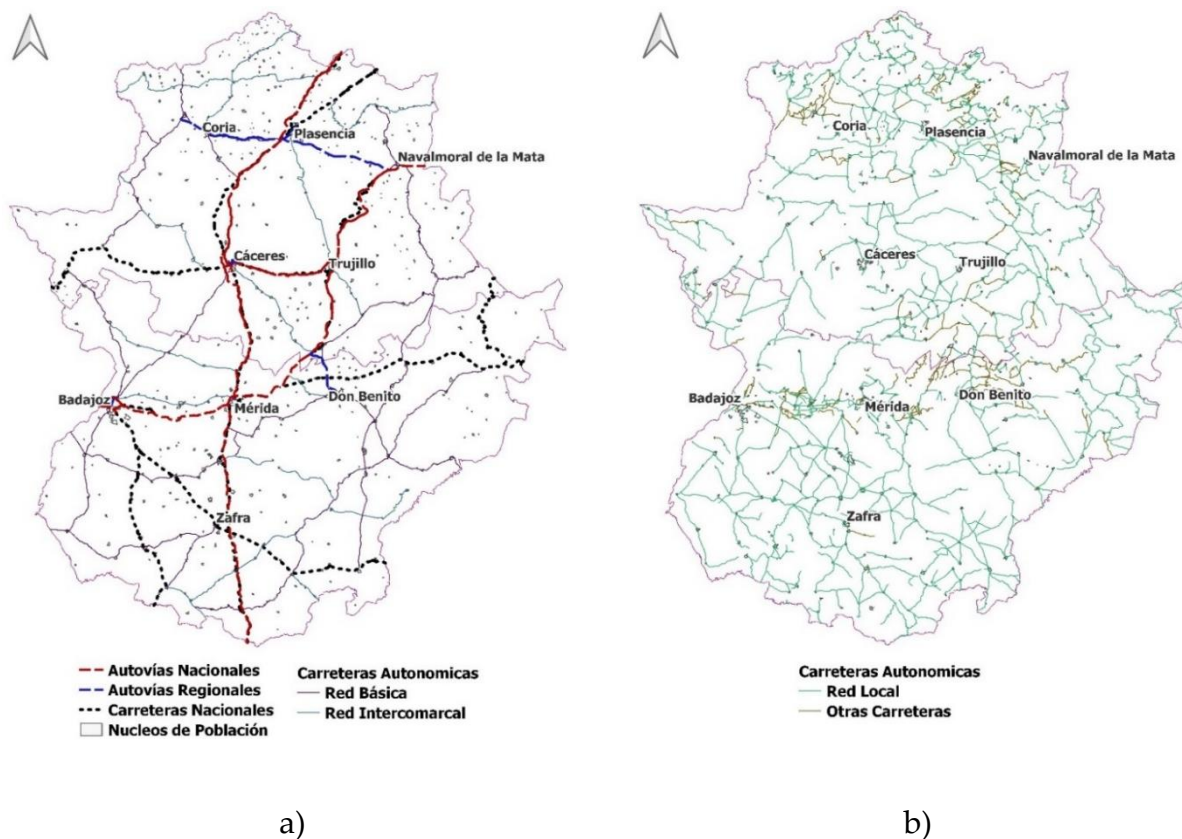 Coria
Plasencia
Navalmoral de la Mata
Cáceres
Trujillo
Badajoz
Mérida
Don Benito
Zafra
Autovías Nacionales
Autovías Regionales
Carreteras Nacionales
Nucleos de Población
Carreteras Autonomicas
Red Básica
Red Intercomarcal
a)
Coria
Plasencia
Navalmoral de la Mata
Cáceres
Trujillo
Badajoz
Mérida
Don Benito
Zafra
Carreteras Autonomicas
Red Local
Otras Carreteras
b)